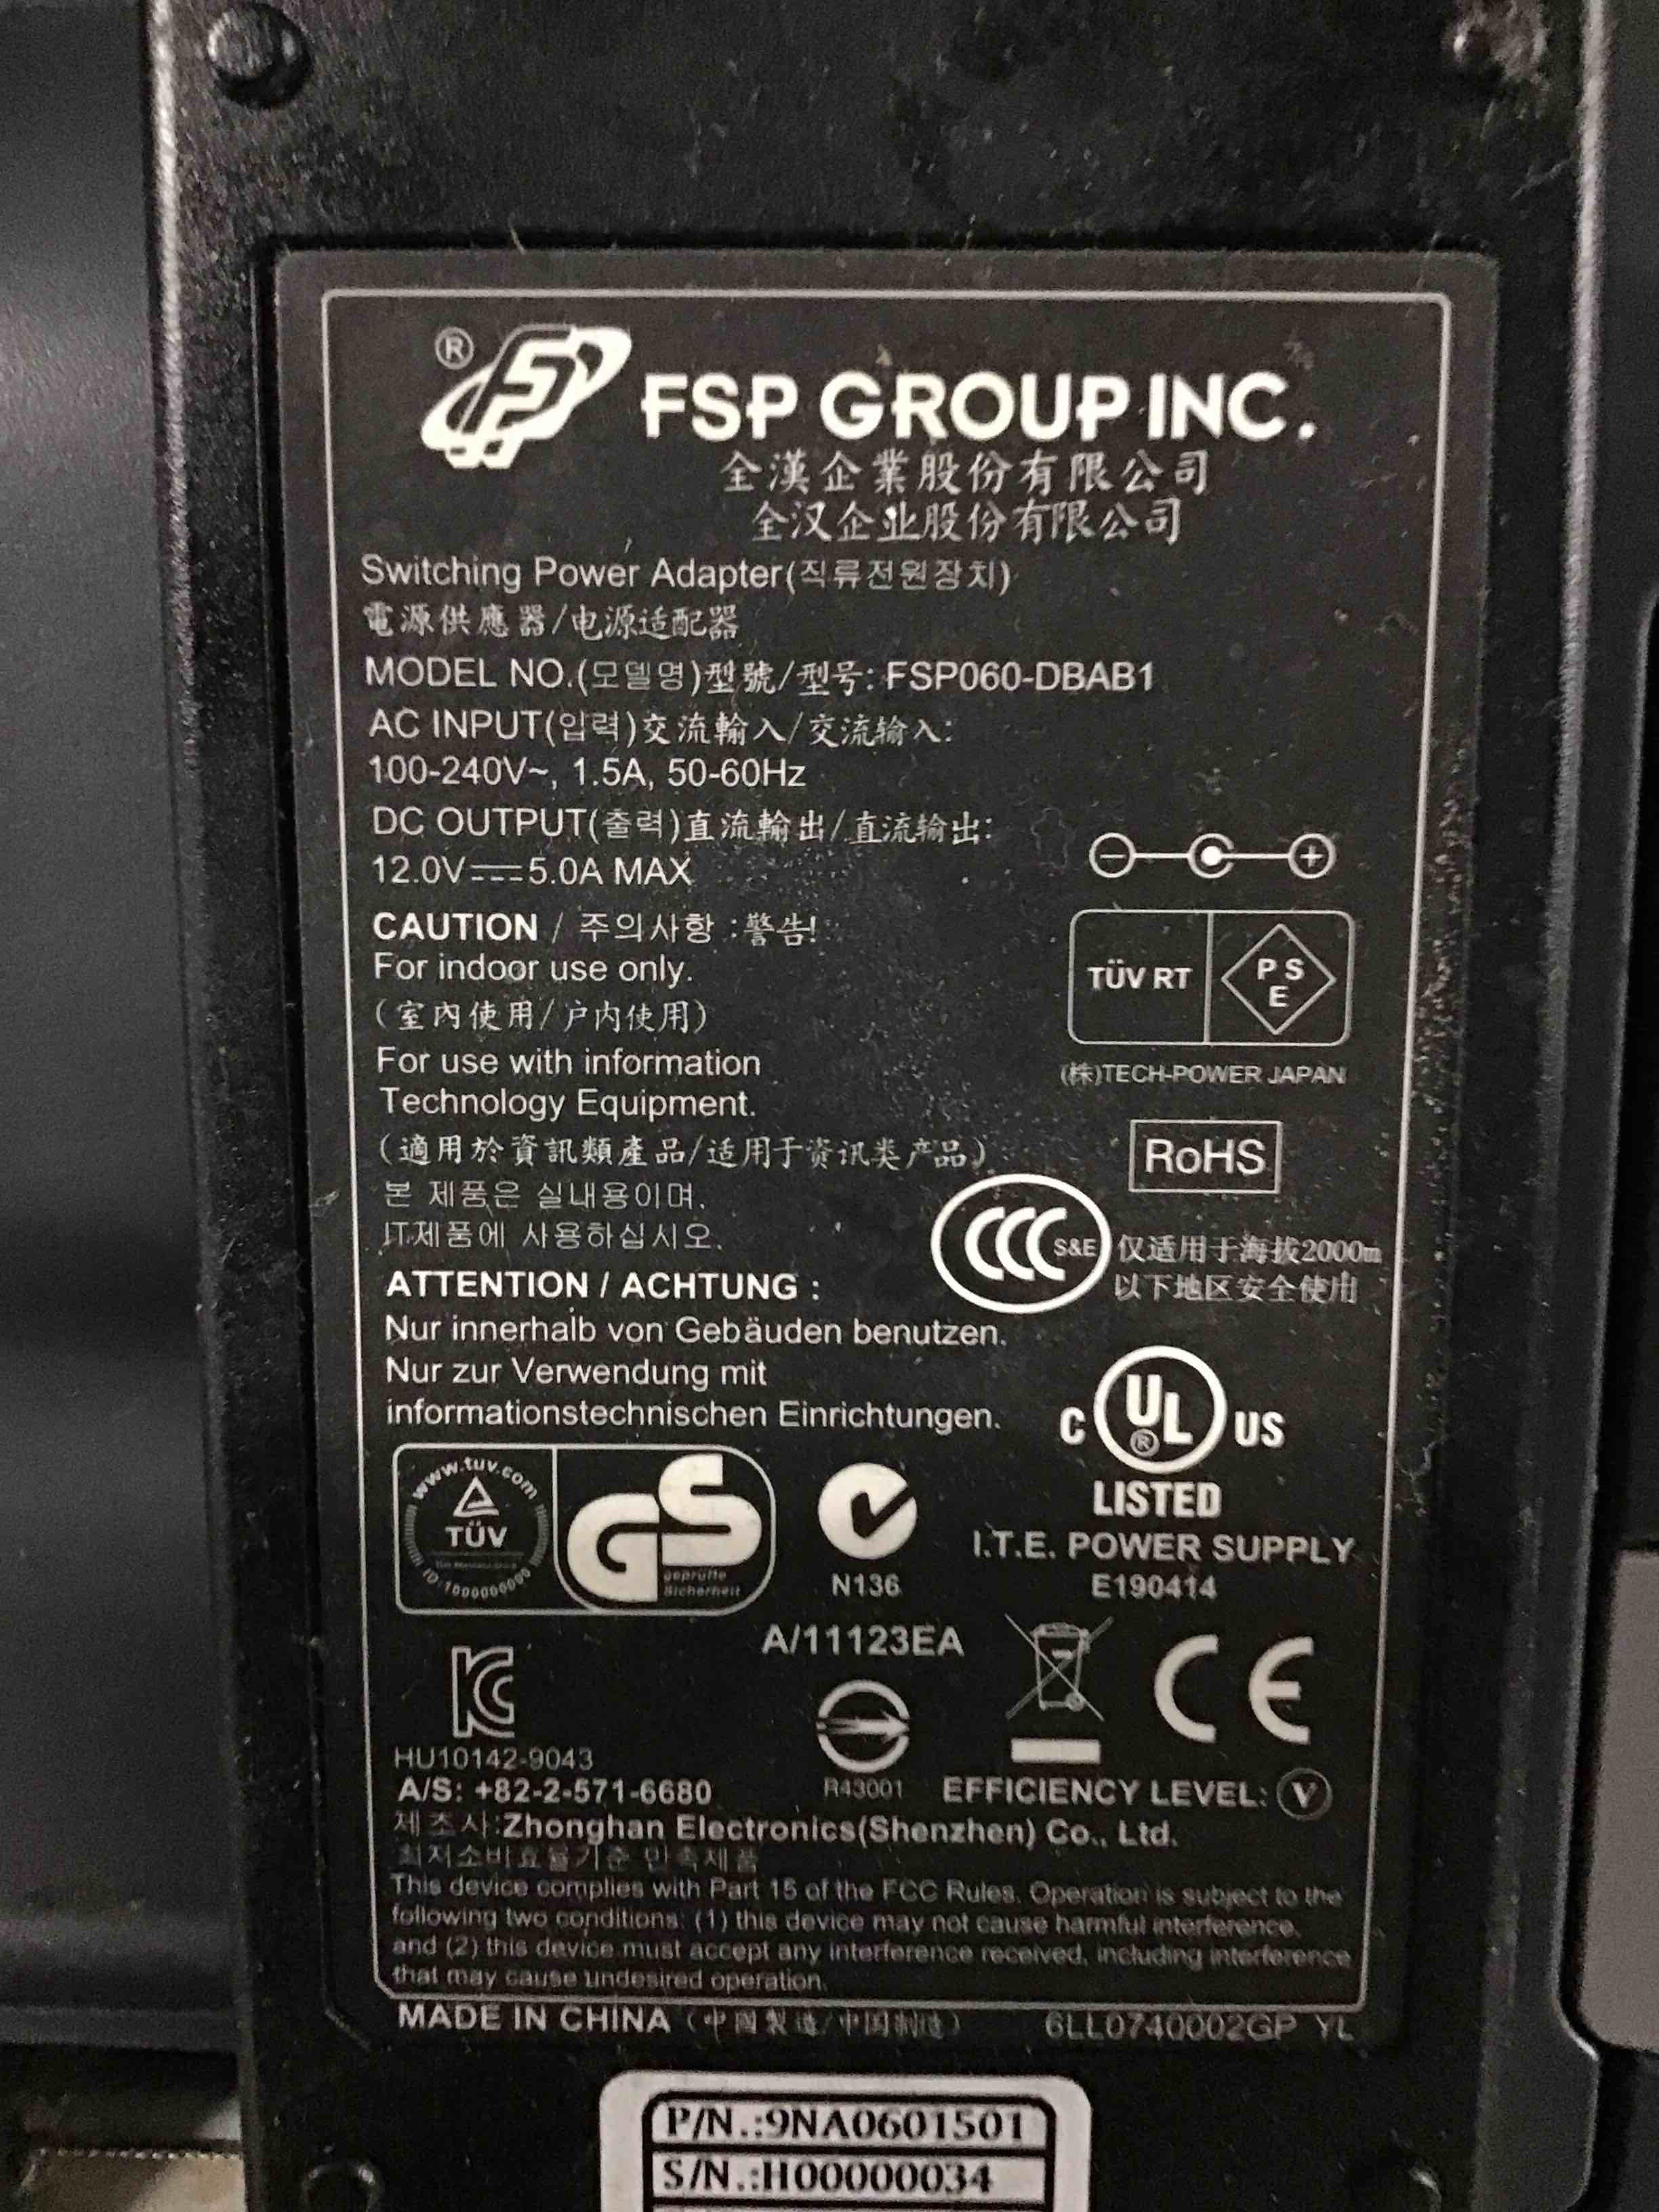 ® FSP GROUP INC.
全漢企業股份有限公司
全汉企业股份有限公司
Switching Power Adapter(직류전원장치)
電源供應器/电源适配器
MODEL NO.(모델명)型號/型号: FSP060-DBAB1
AC INPUT(입력)交流輸入/交流输入:
100-240V~, 1.5A, 50-60Hz
DC OUTPUT(출력)直流輸出/直流输出:
12.0V⎓5.0A MAX
- +
CAUTION / 주의사항 :警告!
For indoor use only.
(室內使用/户内使用)
For use with information
Technology Equipment.
(適用於資訊類產品/适用于资讯类产品)
본 제품은 실내용이며,
IT제품에 사용하십시오.
TÜV RT
P S
E
(株)TECH-POWER JAPAN
RoHS
CCC S&E
仅适用于海拔2000m
以下地区安全使用
ATTENTION / ACHTUNG :
Nur innerhalb von Gebäuden benutzen.
Nur zur Verwendung mit
informationstechnischen Einrichtungen.
C UL® US
LISTED
I.T.E. POWER SUPPLY
E190414
www.tuv.com
TÜV
ID:1000000000
GS
geprüfte
Sicherheit
N136
A/11123EA
KC
HU10142-9043
R43001
CE
A/S: +82-2-571-6680
EFFICIENCY LEVEL: V
제조사:Zhonghan Electronics(Shenzhen) Co., Ltd.
최저소비효율기준 만족제품
This device complies with Part 15 of the FCC Rules. Operation is subject to the
following two conditions: (1) this device may not cause harmful interference,
and (2) this device must accept any interference received, including interference
that may cause undesired operation.
MADE IN CHINA (中國製造/中国制造) 6LL0740002GP YL
P/N.:9NA0601501
S/N.:H00000034